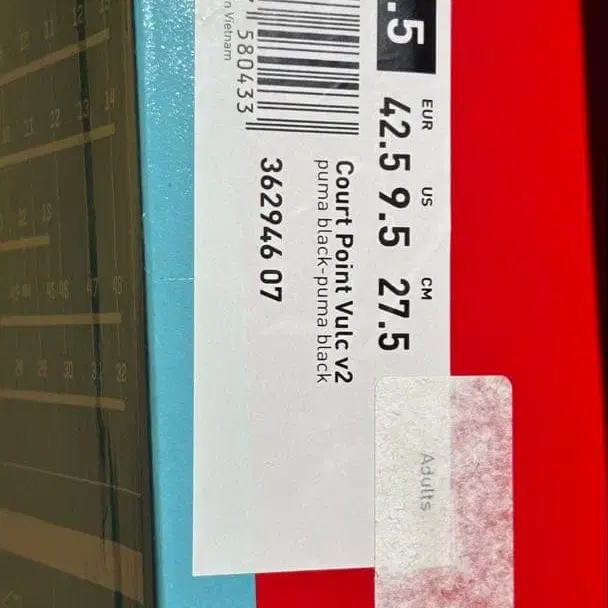 .5
EUR US CM
42.5 9.5 27.5
Court Point Vulc v2
puma black-puma black
362946 07
580433
n Vietnam
Adults